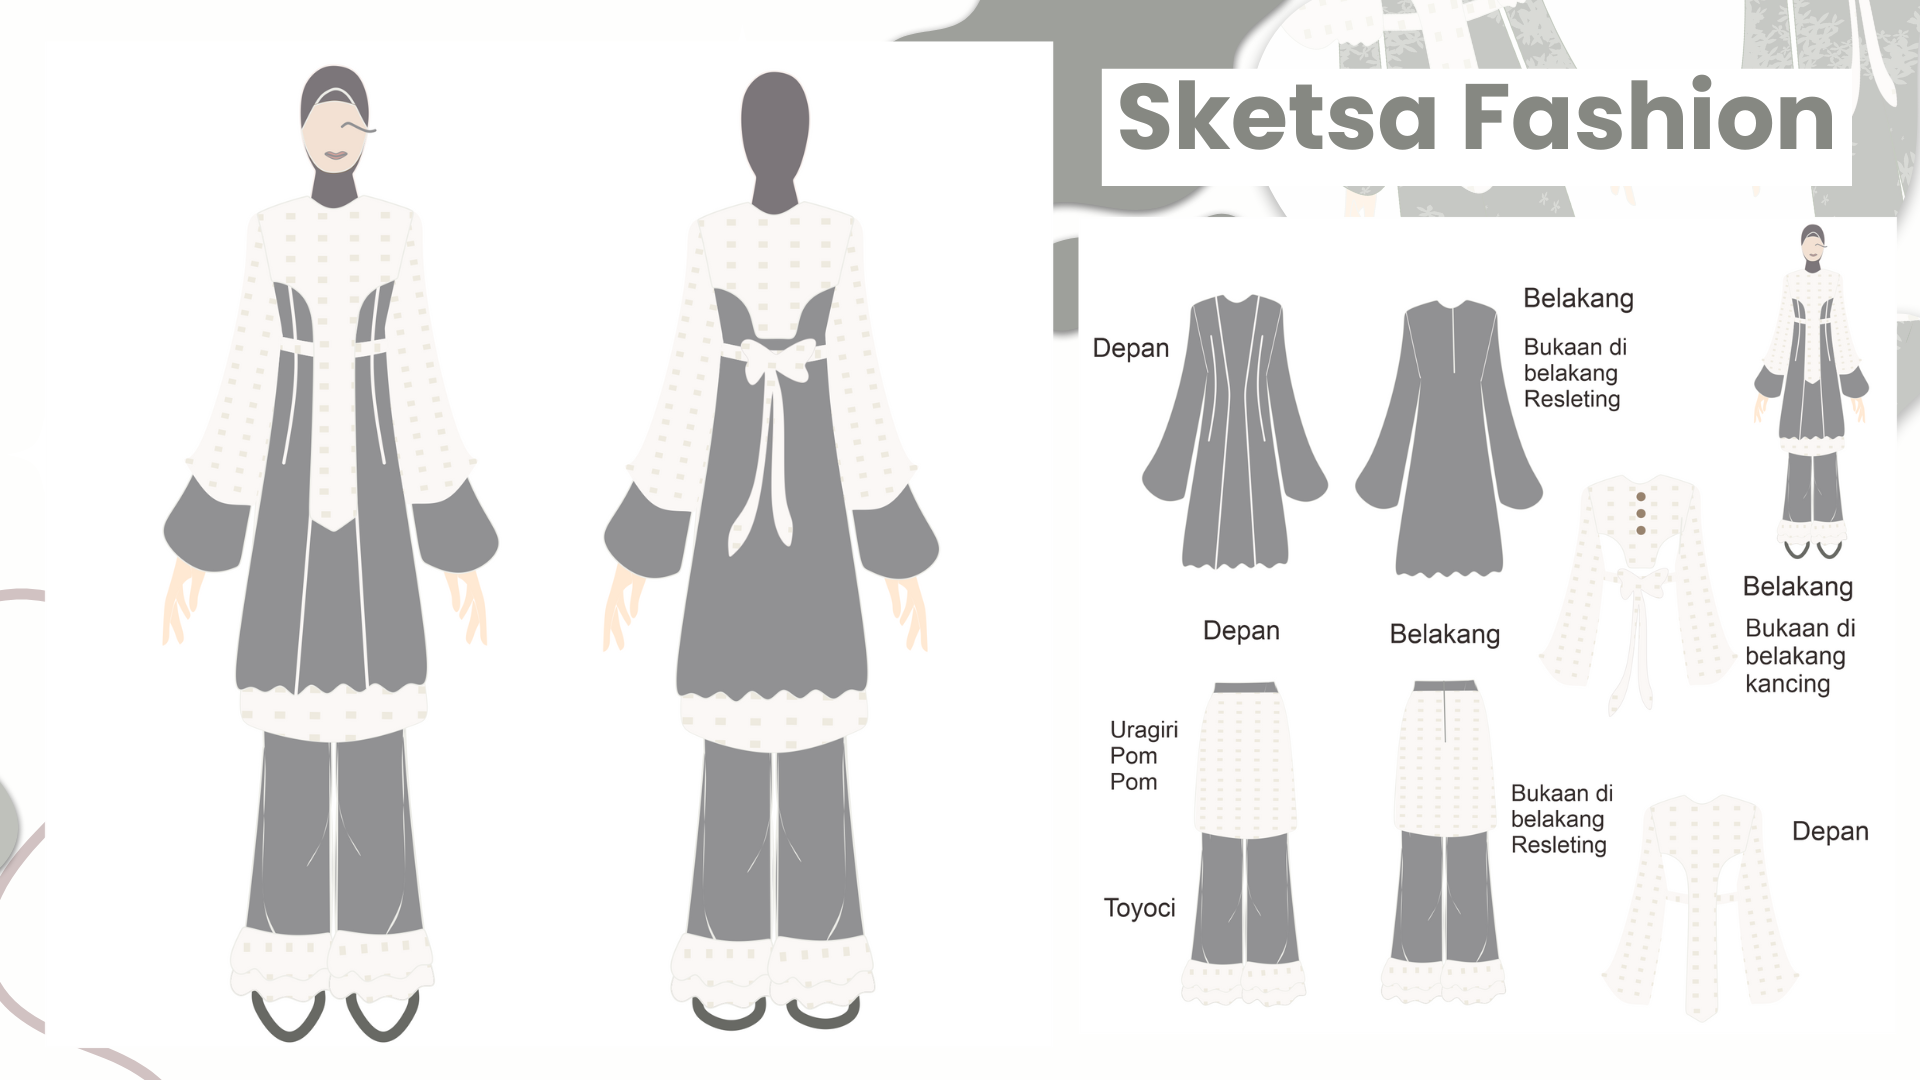 Sketsa Fashion
Depan
Belakang
Bukaan di
belakang
Resleting
Belakang
Bukaan di
belakang
kancing
Depan
Belakang
Uragiri
Pom
Pom
Bukaan di
belakang
Resleting
Depan
Toyoci